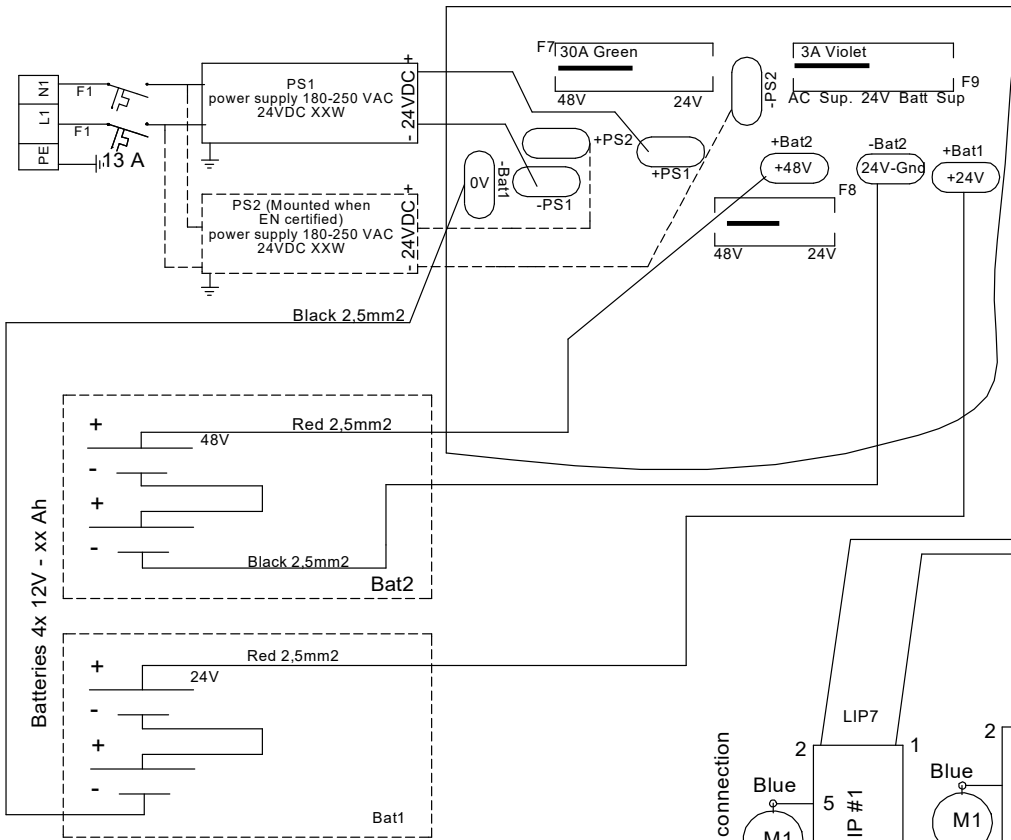 N1
L1
PE
F1
F1
13 A
PS1
power supply 180-250 VAC
24VDC XXW
- 24VDC +
PS2 (Mounted when
EN certified)
power supply 180-250 VAC
24VDC XXW
- 24VDC +
F7
30A Green
48V 24V
-PS2
3A Violet
F9
AC Sup. 24V Batt Sup
+PS2
+PS1
0V
-Bat1
-PS1
+Bat2
+48V
-Bat2
24V-Gnd
+Bat1
+24V
F8
48V 24V
Black 2,5mm2
Batteries 4x 12V - xx Ah
+
-
+
-
48V
Red 2,5mm2
Black 2,5mm2
Bat2
+
-
+
-
24V
Red 2,5mm2
Bat1
connection
LIP7
2 1
Blue
5
IP #1
M1
2
Blue
M1